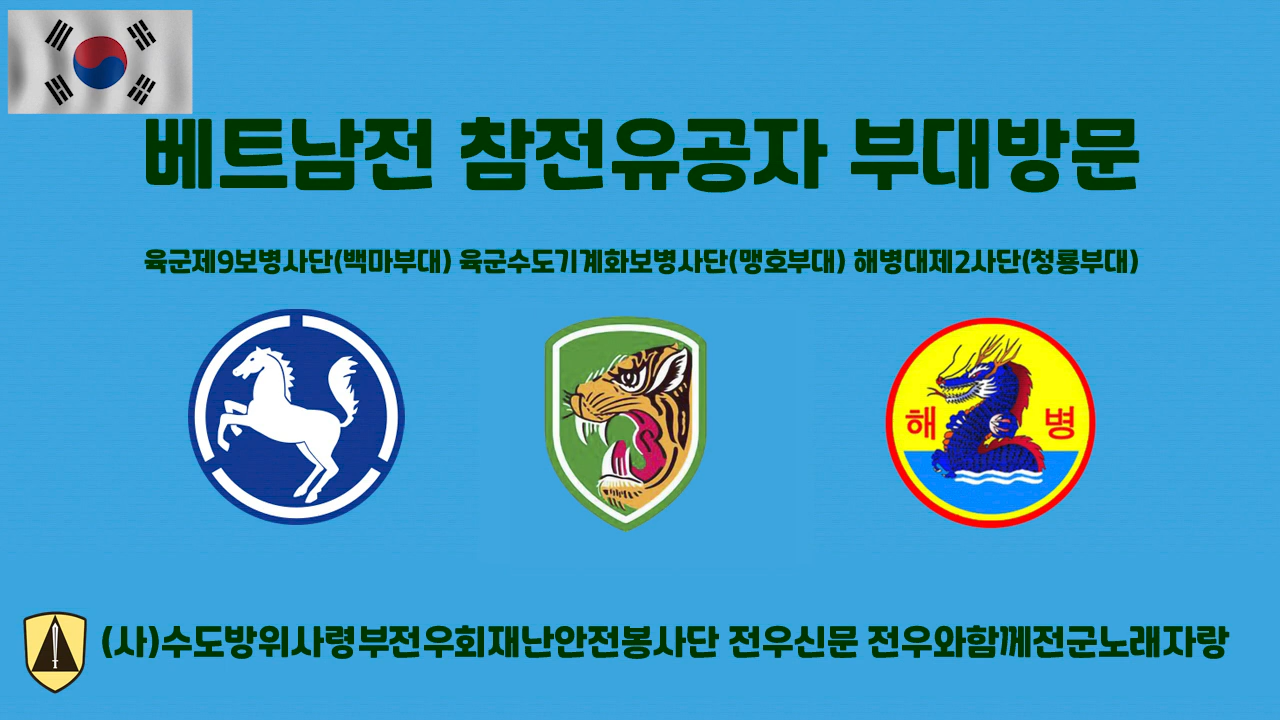 베트남전 참전유공자 부대방문
육군제9보병사단(백마부대) 육군수도기계화보병사단(맹호부대) 해병대제2사단(청룡부대)
해 병
(사)수도방위사령부전우회재난안전봉사단 전우신문 전우와함께전군노래자랑